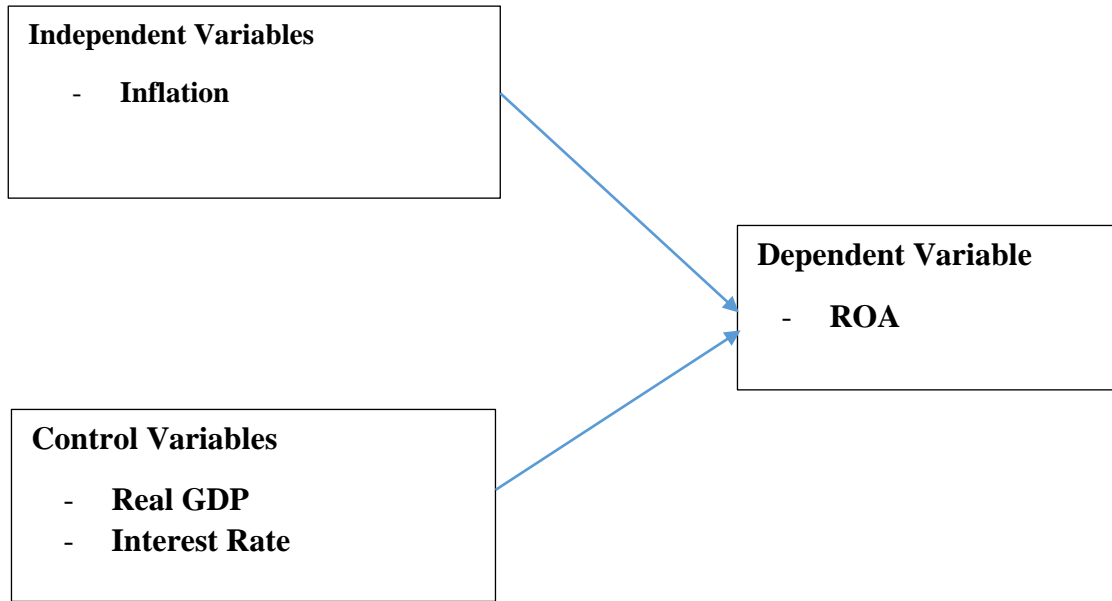 Independent Variables
- Inflation
Dependent Variable
- ROA
Control Variables
- Real GDP
- Interest Rate